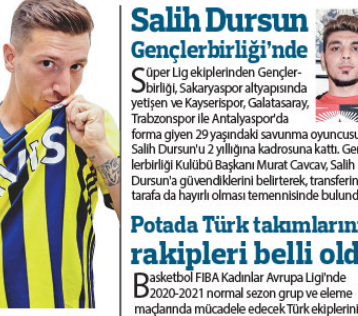 Salih Dursun
Gençlerbirliği'nde
Süper Lig ekiplerinden Gençler-
birliği, Sakaryaspor altyapısında
yetişen ve Kayserispor, Galatasaray,
Trabzonspor ile Antalyaspor'da
forma giyen 29 yaşındaki savunma oyuncusu
Salih Dursun'u 2 yıllığına kadrosuna kattı. Gen
lerbirliği Kulübü Başkanı Murat Cavcav, Salih
Dursun'a güvendiklerini belirterek, transferin
tarafa da hayırlı olması temennisinde bulund
Potada Türk takımların
rakipleri belli old
Basketbol FIBA Kadınlar Avrupa Ligi'nde
2020-2021 normal sezon grup ve eleme
maçlarında mücadele edecek Türk ekiplerini